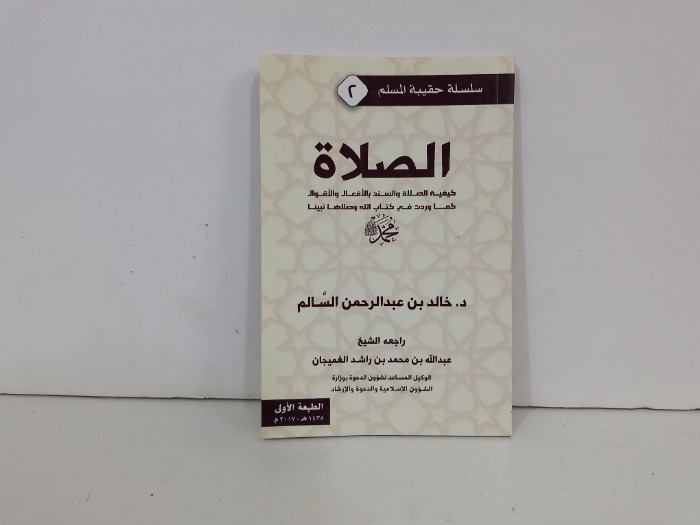 سلسلة حقيبة المسلم ٢
الصلاة
كيفية الصلاة والسند بالأفعال والأقوال
كما وردت في كتاب الله وصلاها نبينا
محمد ﷺ
د. خالد بن عبدالرحمن السَّالم
راجعه الشيخ
عبدالله بن محمد بن راشد الغميجان
الوكيل المساعد لشؤون الدعوة بوزارة
الشؤون الإسلامية والدعوة والإرشاد
الطبعة الأولى
١٤٣٨هـ - ٢٠١٧م